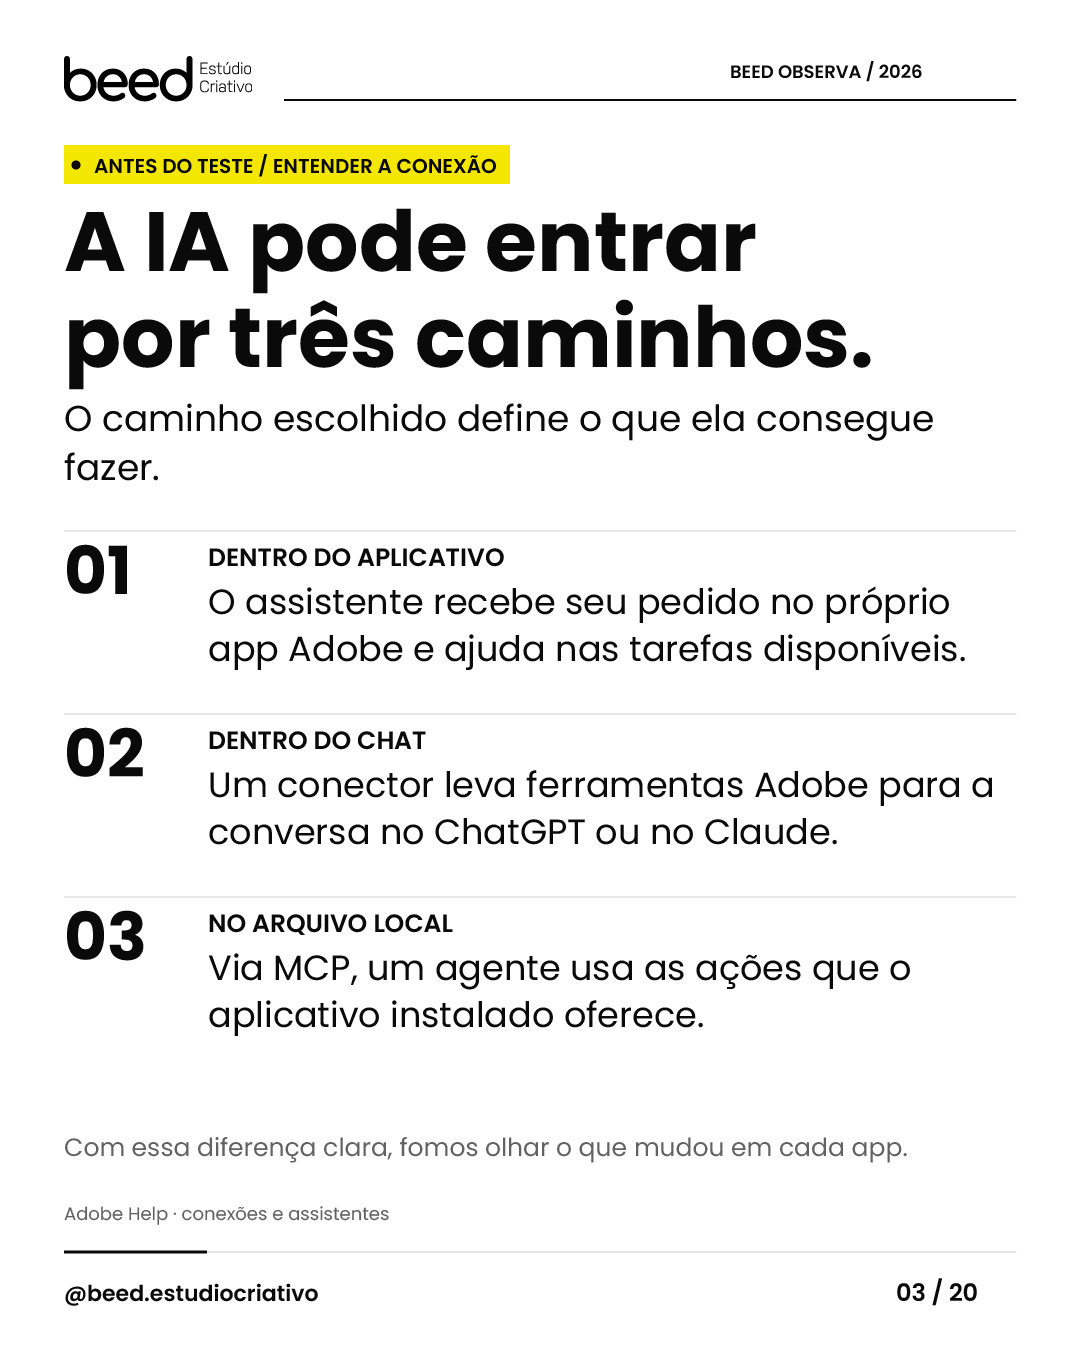 beed Estúdio
Criativo
BEED OBSERVA / 2026
• ANTES DO TESTE / ENTENDER A CONEXÃO
A IA pode entrar
por três caminhos.
O caminho escolhido define o que ela consegue
fazer.
01
DENTRO DO APLICATIVO
O assistente recebe seu pedido no próprio
app Adobe e ajuda nas tarefas disponíveis.
02
DENTRO DO CHAT
Um conector leva ferramentas Adobe para a
conversa no ChatGPT ou no Claude.
03
NO ARQUIVO LOCAL
Via MCP, um agente usa as ações que o
aplicativo instalado oferece.
Com essa diferença clara, fomos olhar o que mudou em cada app.
Adobe Help · conexões e assistentes
@beed.estudiocriativo
03 / 20